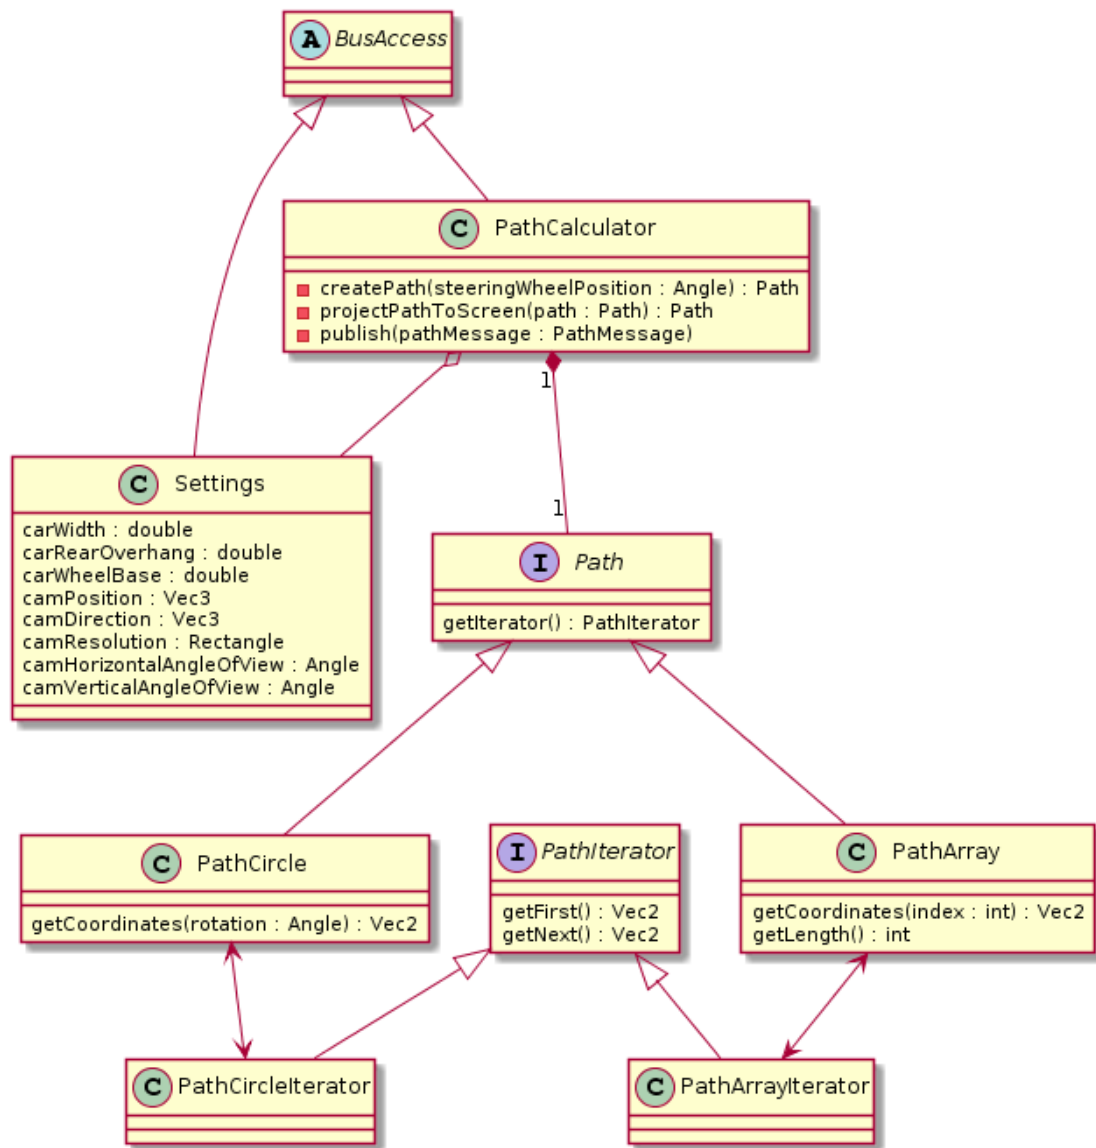 A BusAccess
C PathCalculator
createPath(steeringWheelPosition : Angle) : Path
projectPathToScreen(path : Path) : Path
publish(pathMessage : PathMessage)
1
1
C Settings
carWidth : double
carRearOverhang : double
carWheelBase : double
camPosition : Vec3
camDirection : Vec3
camResolution : Rectangle
camHorizontalAngleOfView : Angle
camVerticalAngleOfView : Angle
I Path
getIterator() : PathIterator
C PathCircle
getCoordinates(rotation : Angle) : Vec2
I PathIterator
getFirst() : Vec2
getNext() : Vec2
C PathArray
getCoordinates(index : int) : Vec2
getLength() : int
C PathCircleIterator
C PathArrayIterator